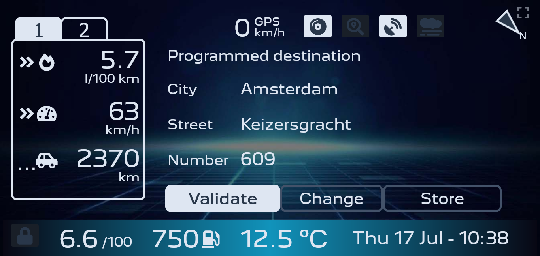 1 2
0 GPS km/h
N
5.7
l/100 km
63
km/h
2370
km
Programmed destination
City Amsterdam
Street Keizersgracht
Number 609
Validate Change Store
6.6 /100 750 12.5 °C Thu 17 Jul - 10:38